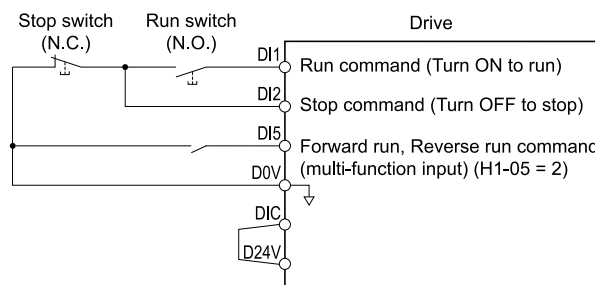 Stop switch
(N.C.)
Run switch
(N.O.)
Drive
DI1
Run command (Turn ON to run)
DI2
Stop command (Turn OFF to stop)
DI5
Forward run, Reverse run command
(multi-function input) (H1-05 = 2)
D0V
DIC
D24V